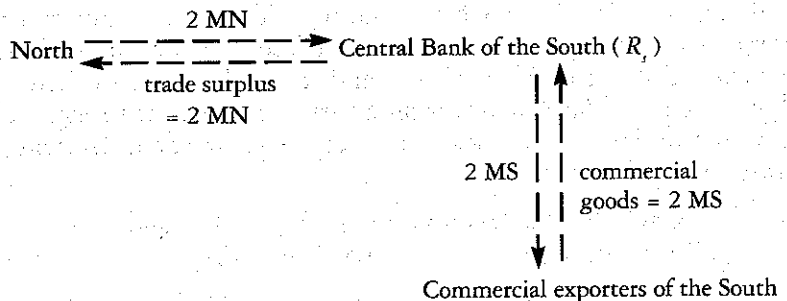 2 MN
North
Central Bank of the South (R_s)
trade surplus
= 2 MN
2 MS
commercial
goods = 2 MS
Commercial exporters of the South